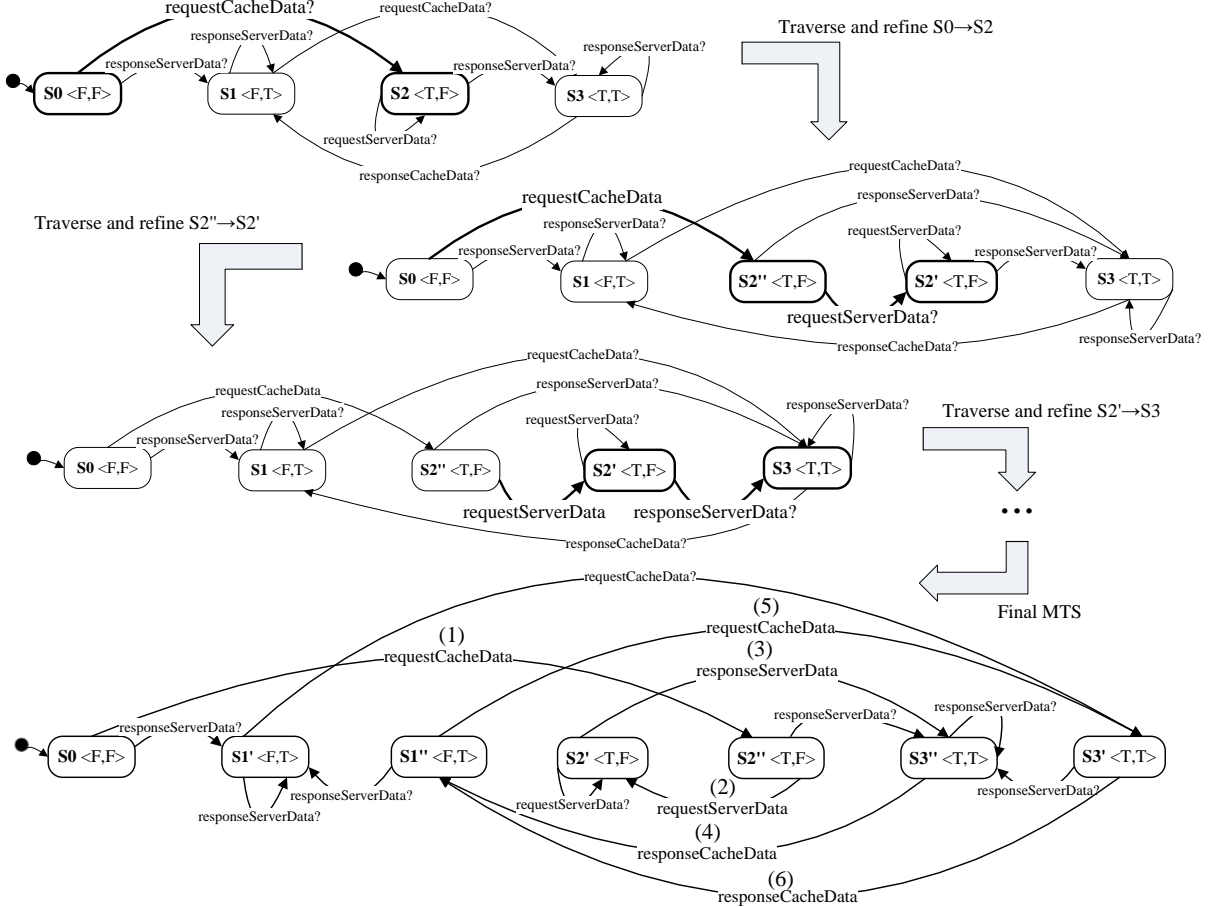 requestCacheData?
requestCacheData?
responseServerData?
responseServerData?
responseServerData?
responseServerData?
S0 <F,F>
S1 <F,T>
S2 <T,F>
S3 <T,T>
requestServerData?
responseCacheData?
Traverse and refine S0→S2
requestCacheData?
requestCacheData
responseServerData?
responseServerData?
requestServerData?
responseServerData?
responseServerData?
S0 <F,F>
S1 <F,T>
S2'' <T,F>
S2' <T,F>
S3 <T,T>
requestServerData?
responseCacheData?
responseServerData?
Traverse and refine S2''→S2'
requestCacheData?
requestCacheData
responseServerData?
responseServerData?
requestServerData?
responseServerData?
responseServerData?
S0 <F,F>
S1 <F,T>
S2'' <T,F>
S2' <T,F>
S3 <T,T>
requestServerData
responseServerData?
responseCacheData?
Traverse and refine S2'→S3
...
Final MTS
requestCacheData?
(5)
requestCacheData
(1)
requestCacheData
(3)
responseServerData
responseServerData?
responseServerData?
responseServerData?
S0 <F,F>
S1' <F,T>
S1'' <F,T>
S2' <T,F>
S2'' <T,F>
S3'' <T,T>
S3' <T,T>
responseServerData?
responseServerData?
requestServerData?
(2)
requestServerData
responseServerData?
(4)
responseCacheData
(6)
responseCacheData